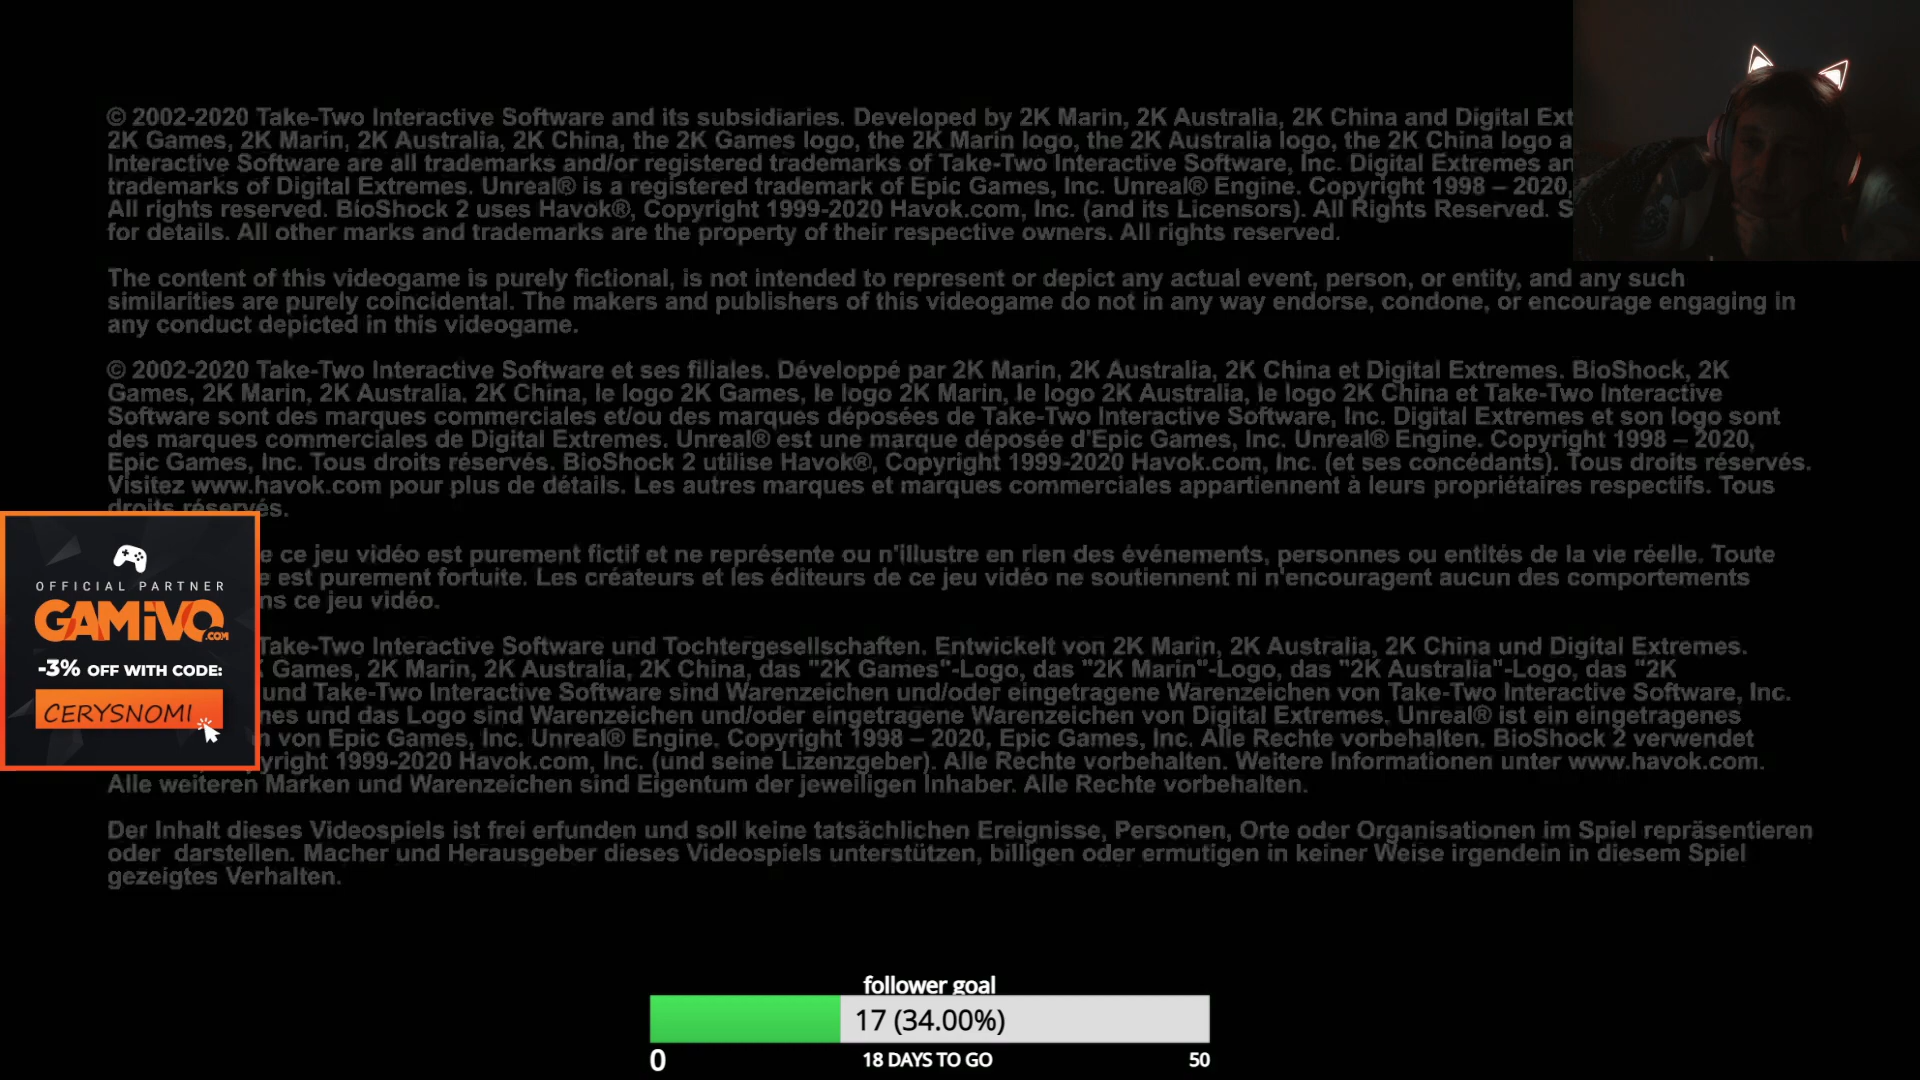 © 2002-2020 Take-Two Interactive Software and its subsidiaries. Developed by 2K Marin, 2K Australia, 2K China and Digital Ext
2K Games, 2K Marin, 2K Australia, 2K China, the 2K Games logo, the 2K Marin logo, the 2K Australia logo, the 2K China logo a
Interactive Software are all trademarks and/or registered trademarks of Take-Two Interactive Software, Inc. Digital Extremes an
trademarks of Digital Extremes. Unreal® is a registered trademark of Epic Games, Inc. Unreal® Engine. Copyright 1998 – 2020,
All rights reserved. BioShock 2 uses Havok®, Copyright 1999-2020 Havok.com, Inc. (and its Licensors). All Rights Reserved. S
for details. All other marks and trademarks are the property of their respective owners. All rights reserved.
The content of this videogame is purely fictional, is not intended to represent or depict any actual event, person, or entity, and any such
similarities are purely coincidental. The makers and publishers of this videogame do not in any way endorse, condone, or encourage engaging in
any conduct depicted in this videogame.
© 2002-2020 Take-Two Interactive Software et ses filiales. Développé par 2K Marin, 2K Australia, 2K China et Digital Extremes. BioShock, 2K
Games, 2K Marin, 2K Australia, 2K China, le logo 2K Games, le logo 2K Marin, le logo 2K Australia, le logo 2K China et Take-Two Interactive
Software sont des marques commerciales et/ou des marques déposées de Take-Two Interactive Software, Inc. Digital Extremes et son logo sont
des marques commerciales de Digital Extremes. Unreal® est une marque déposée d'Epic Games, Inc. Unreal® Engine. Copyright 1998 – 2020,
Epic Games, Inc. Tous droits réservés. BioShock 2 utilise Havok®, Copyright 1999-2020 Havok.com, Inc. (et ses concédants). Tous droits réservés.
Visitez www.havok.com pour plus de détails. Les autres marques et marques commerciales appartiennent à leurs propriétaires respectifs. Tous
droits réservés.
e ce jeu vidéo est purement fictif et ne représente ou n'illustre en rien des événements, personnes ou entités de la vie réelle. Toute
e est purement fortuite. Les créateurs et les éditeurs de ce jeu vidéo ne soutiennent ni n'encouragent aucun des comportements
ns ce jeu vidéo.
Take-Two Interactive Software und Tochtergesellschaften. Entwickelt von 2K Marin, 2K Australia, 2K China und Digital Extremes.
Games, 2K Marin, 2K Australia, 2K China, das "2K Games"-Logo, das "2K Marin"-Logo, das "2K Australia"-Logo, das "2K
und Take-Two Interactive Software sind Warenzeichen und/oder eingetragene Warenzeichen von Take-Two Interactive Software, Inc.
nes und das Logo sind Warenzeichen und/oder eingetragene Warenzeichen von Digital Extremes. Unreal® ist ein eingetragenes
n von Epic Games, Inc. Unreal® Engine. Copyright 1998 – 2020, Epic Games, Inc. Alle Rechte vorbehalten. BioShock 2 verwendet
yright 1999-2020 Havok.com, Inc. (und seine Lizenzgeber). Alle Rechte vorbehalten. Weitere Informationen unter www.havok.com.
Alle weiteren Marken und Warenzeichen sind Eigentum der jeweiligen Inhaber. Alle Rechte vorbehalten.
Der Inhalt dieses Videospiels ist frei erfunden und soll keine tatsächlichen Ereignisse, Personen, Orte oder Organisationen im Spiel repräsentieren
oder darstellen. Macher und Herausgeber dieses Videospiels unterstützen, billigen oder ermutigen in keiner Weise irgendein in diesem Spiel
gezeigtes Verhalten.
OFFICIAL PARTNER
GAMIVO.COM
-3% OFF WITH CODE:
CERYSNOMI
follower goal
17 (34.00%)
0 18 DAYS TO GO 50